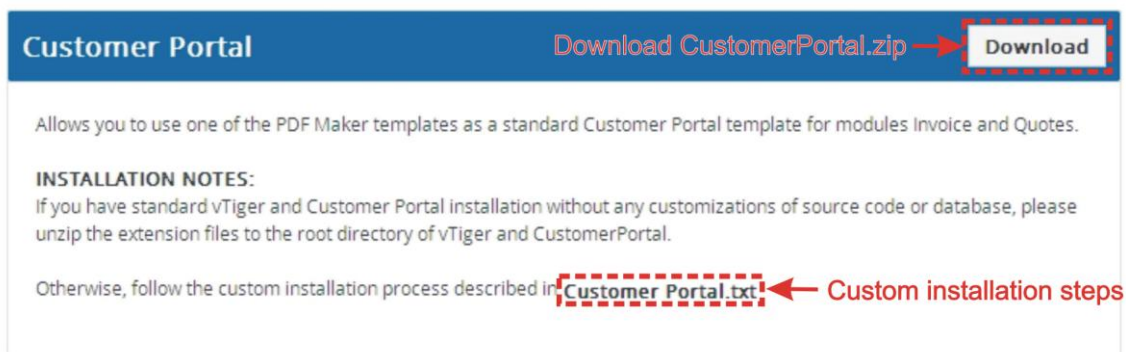 Customer Portal Download CustomerPortal.zip Download
Allows you to use one of the PDF Maker templates as a standard Customer Portal template for modules Invoice and Quotes.
INSTALLATION NOTES:
If you have standard vTiger and Customer Portal installation without any customizations of source code or database, please
unzip the extension files to the root directory of vTiger and CustomerPortal.
Otherwise, follow the custom installation process described in Customer Portal.txt Custom installation steps